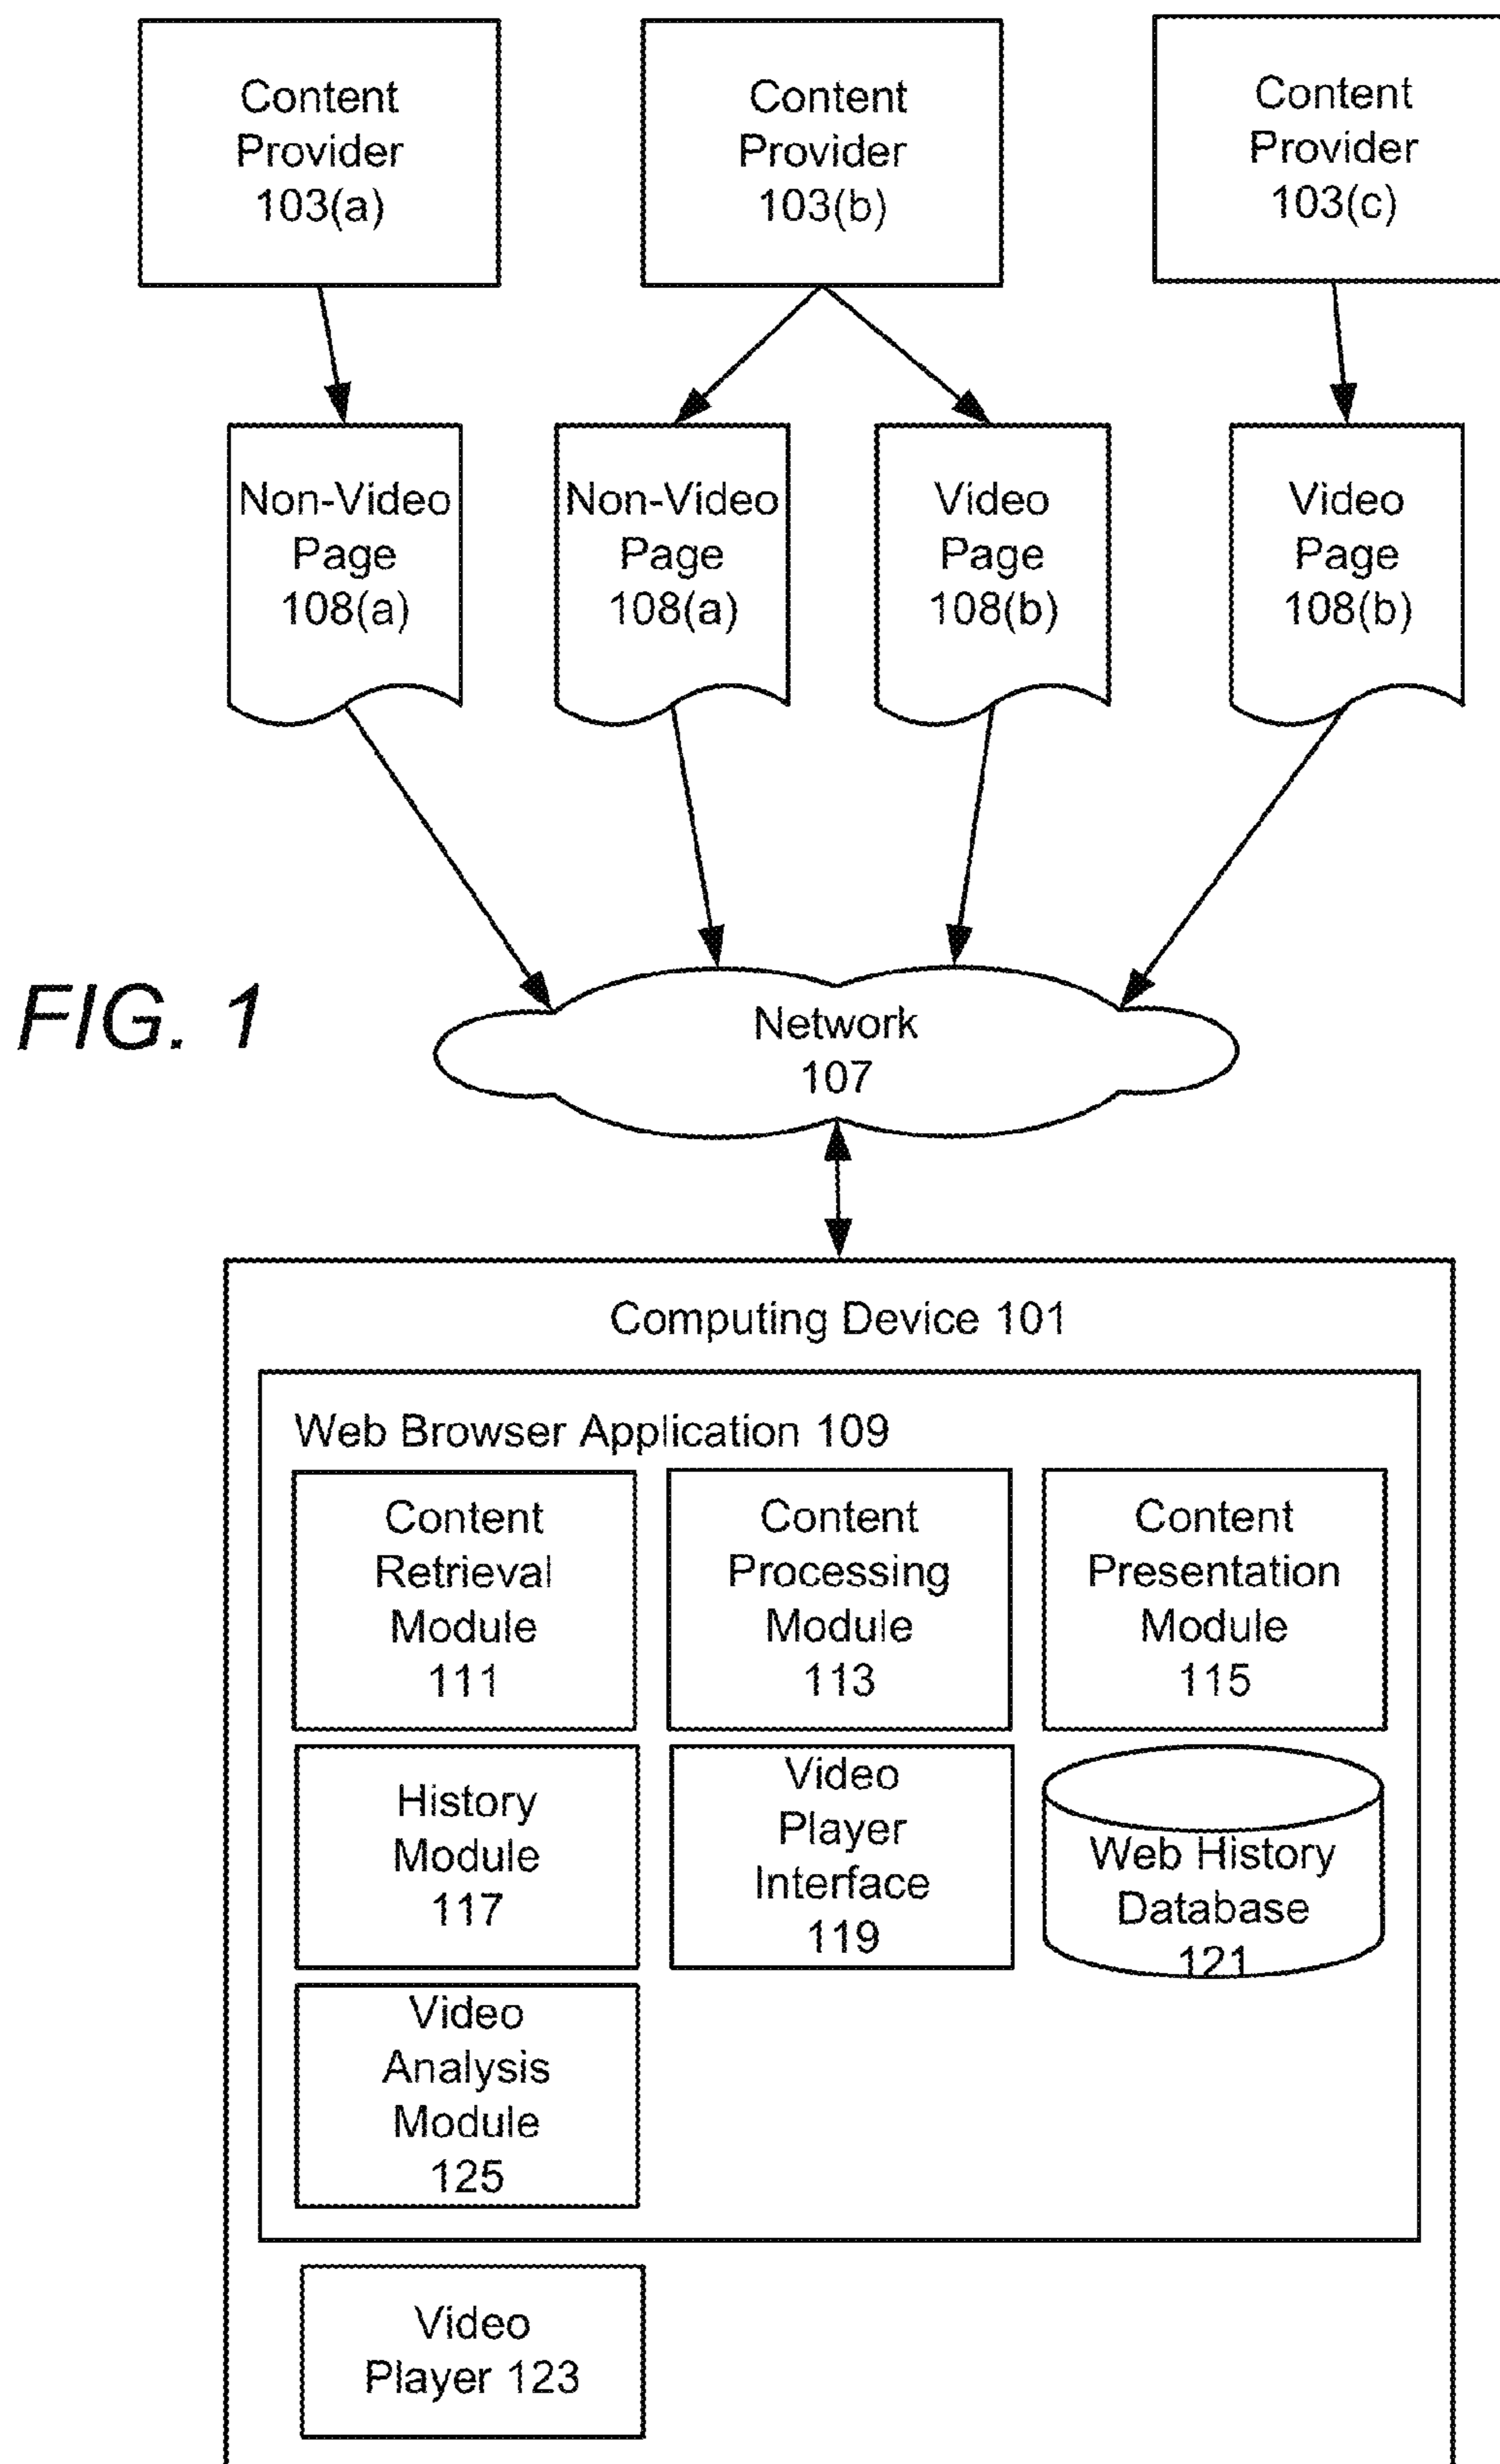 Content
Provider
103(a)
Content
Provider
103(b)
Content
Provider
103(c)
Non-Video
Page
108(a)
Non-Video
Page
108(a)
Video
Page
108(b)
Video
Page
108(b)
FIG. 1
Network
107
Computing Device 101
Web Browser Application 109
Content
Retrieval
Module
111
Content
Processing
Module
113
Content
Presentation
Module
115
History
Module
117
Video
Player
Interface
119
Web History
Database
121
Video
Analysis
Module
125
Video
Player 123